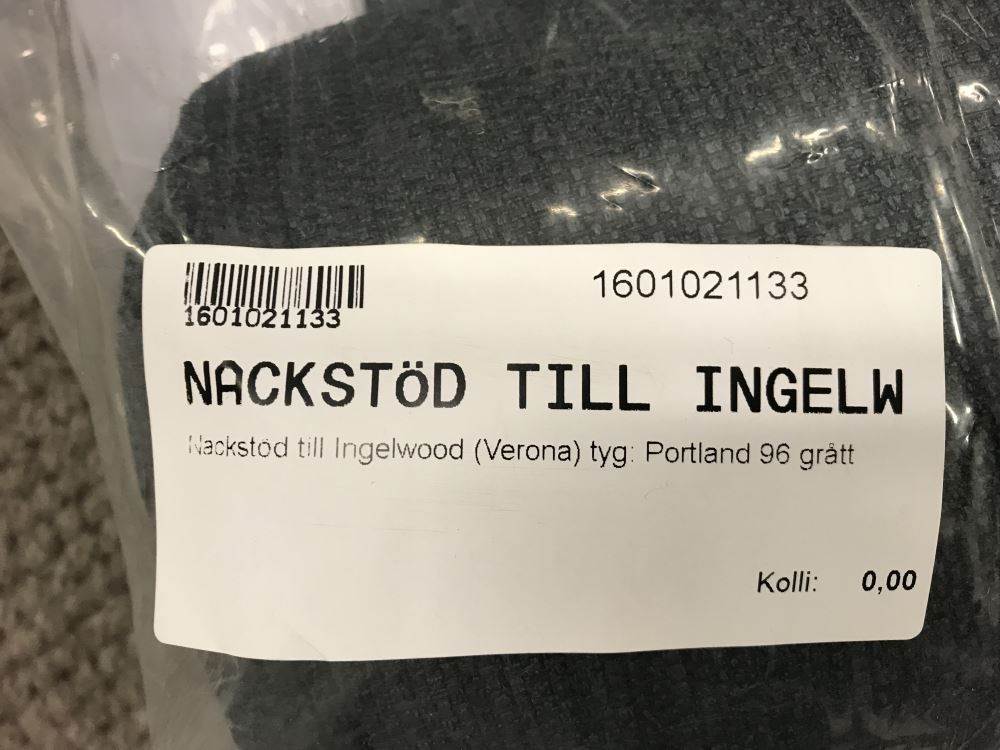 1601021133
1601021133
NACKSTÖD TILL INGELW
Nackstöd till Ingelwood (Verona) tyg: Portland 96 grått
Kolli: 0,00